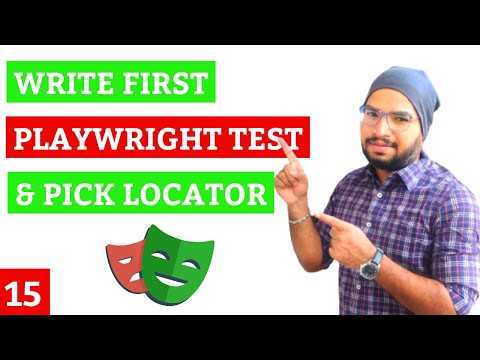 WRITE FIRST
PLAYWRIGHT TEST
& PICK LOCATOR
15